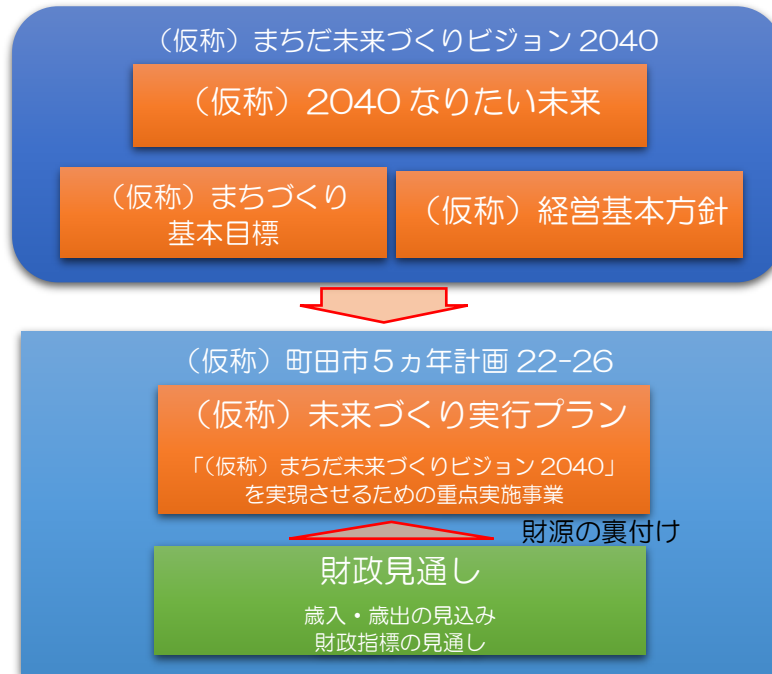 （仮称）まちだ未来づくりビジョン 2040
（仮称）2040 なりたい未来
（仮称）まちづくり
基本目標
（仮称）経営基本方針
（仮称）町田市５ヵ年計画 22-26
（仮称）未来づくり実行プラン
「（仮称）まちだ未来づくりビジョン 2040」
を実現させるための重点実施事業
財源の裏付け
財政見通し
歳入・歳出の見込み
財政指標の見通し